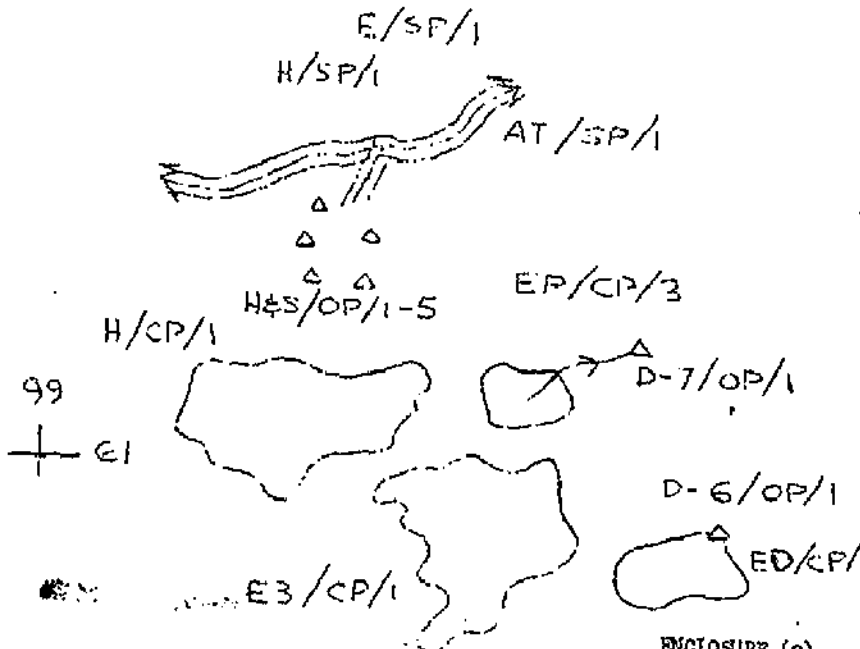 E/SP/1
H/SP/1
AT/SP/1
H&S/OP/1-5
EP/CP/3
H/CP/1
D-7/OP/1
99
61
D-6/OP/1
ED/CP/
E3/CP/1
ENCLOSURE